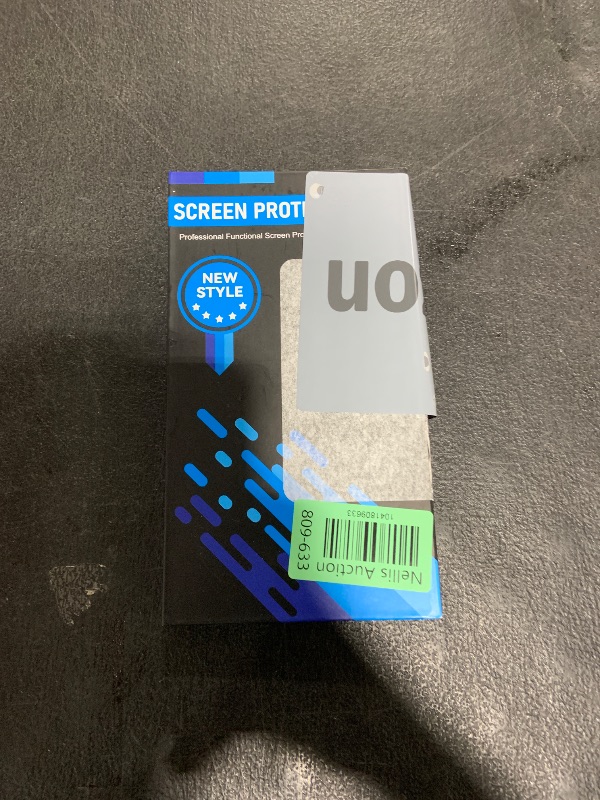 SCREEN PROT
Professional Functional Screen Pro
NEW
STYLE
uo
1041809633
809-633
Nellis Auction